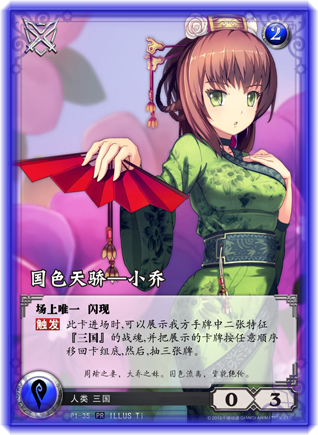 2
国色天骄—小乔
场上唯一 闪现
触发 此卡进场时,可以展示我方手牌中二张特征
『三国』的战魂,并把展示的卡牌按任意顺序
移回卡组底,然后,抽三张牌。
周瑜之妻,大乔之妹。国色流离,资貌绝伦。
人类 三国
P1-35 PR ILLUS T
0 3